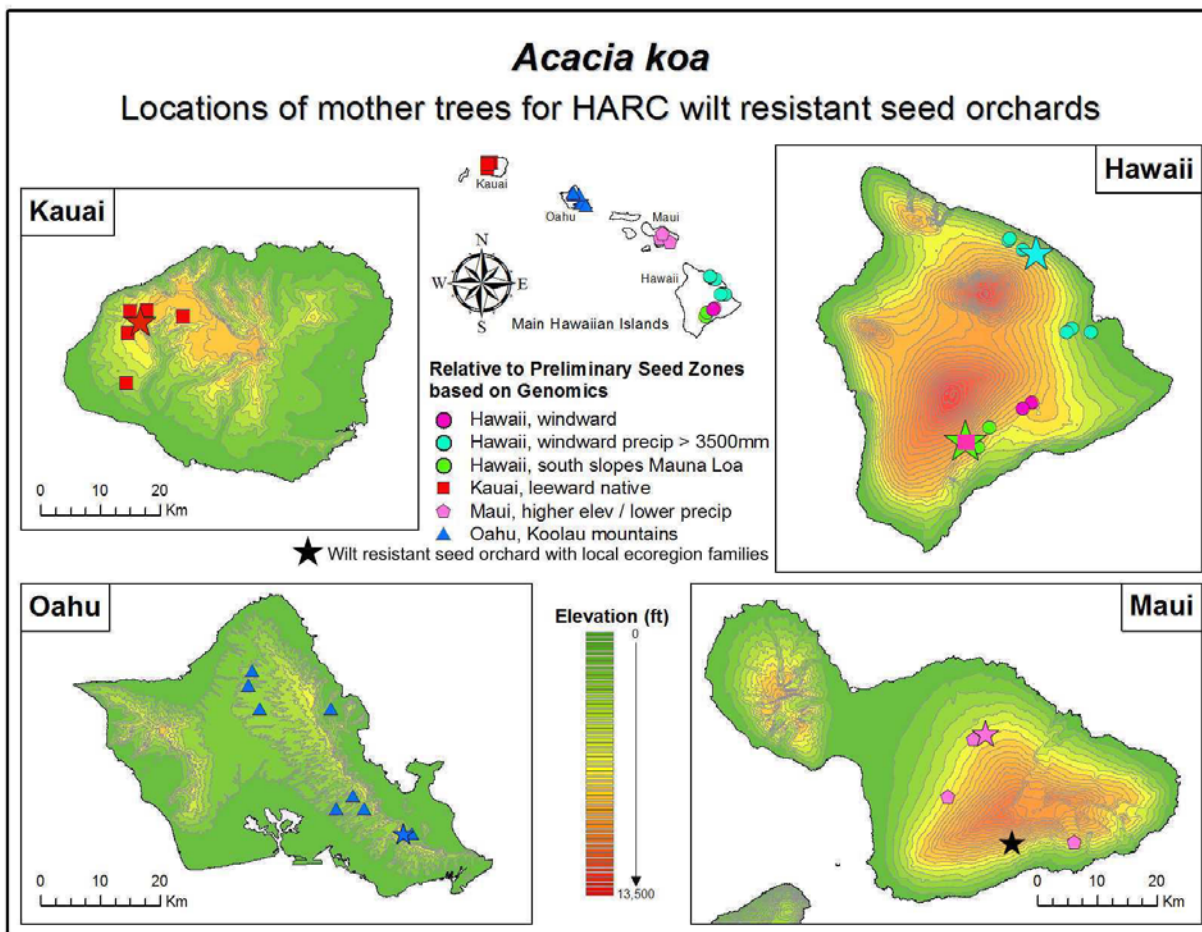 Acacia koa
Locations of mother trees for HARC wilt resistant seed orchards
Kauai
0 10 20
Km
Kauai
Oahu
Maui
Hawaii
N
W E
S
Main Hawaiian Islands
Hawaii
Relative to Preliminary Seed Zones
based on Genomics
Hawaii, windward
Hawaii, windward precip > 3500mm
Hawaii, south slopes Mauna Loa
Kauai, leeward native
Maui, higher elev / lower precip
Oahu, Koolau mountains
Wilt resistant seed orchard with local ecoregion families
Oahu
0 10 20
Km
Elevation (ft)
0
13,500
Maui
0 10 20
Km